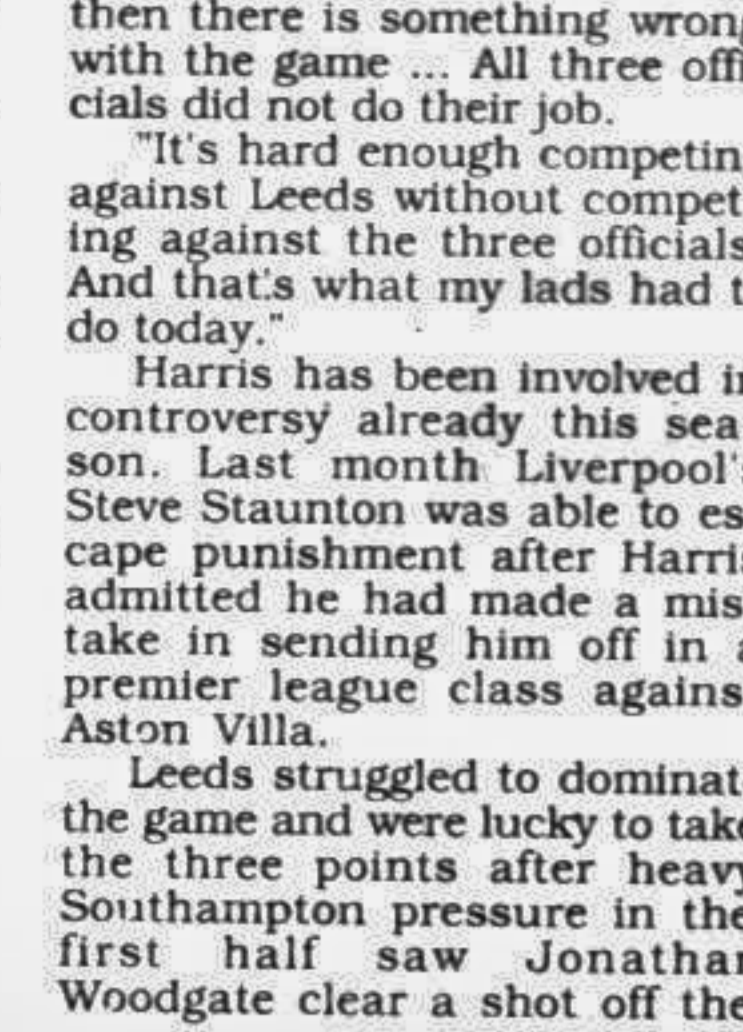 then there is something wrong
with the game ... All three offi
cials did not do their job.
"It's hard enough competin
against Leeds without compet
ing against the three officials
And that's what my lads had t
do today."
Harris has been involved in
controversy already this sea
son. Last month Liverpool's
Steve Staunton was able to es
cape punishment after Harris
admitted he had made a mis
take in sending him off in a
premier league class agains
Aston Villa.
Leeds struggled to dominat
the game and were lucky to take
the three points after heavy
Southampton pressure in the
first half saw Jonathan
Woodgate clear a shot off the